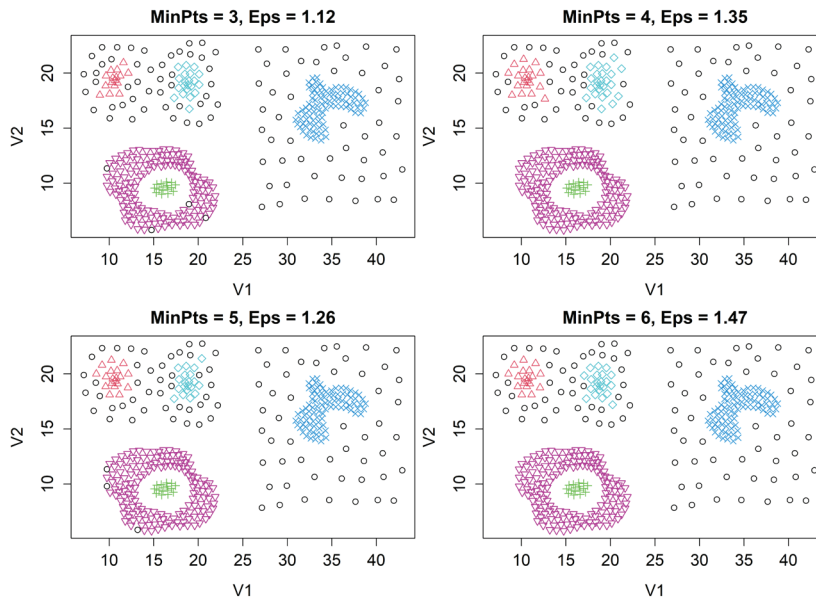 MinPts = 3, Eps = 1.12
V2
10 15 20
10 15 20 25 30 35 40
V1
MinPts = 4, Eps = 1.35
V2
10 15 20
10 15 20 25 30 35 40
V1
MinPts = 5, Eps = 1.26
V2
10 15 20
10 15 20 25 30 35 40
V1
MinPts = 6, Eps = 1.47
V2
10 15 20
10 15 20 25 30 35 40
V1